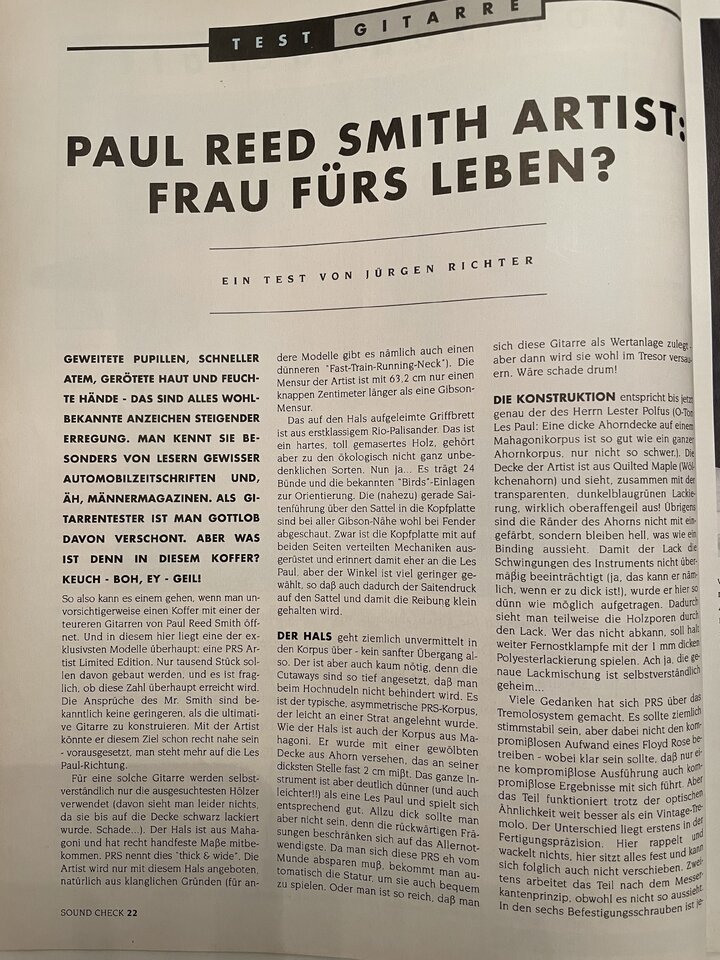 TEST GITARRE
PAUL REED SMITH ARTIST:
FRAU FÜRS LEBEN?
EIN TEST VON JÜRGEN RICHTER
GEWEITETE PUPILLEN, SCHNELLER
ATEM, GERÖTETE HAUT UND FEUCH-
TE HÄNDE - DAS SIND ALLES WOHL-
BEKANNTE ANZEICHEN STEIGENDER
ERREGUNG. MAN KENNT SIE BE-
SONDERS VON LESERN GEWISSER
AUTOMOBILZEITSCHRIFTEN UND,
ÄH, MÄNNERMAGAZINEN. ALS GI-
TARRENTESTER IST MAN GOTTLOB
DAVON VERSCHONT. ABER WAS
IST DENN IN DIESEM KOFFER?
KEUCH - BOH, EY - GEIL!
So also kann es einem gehen, wenn man un-
vorsichtigerweise einen Koffer mit einer der
teureren Gitarren von Paul Reed Smith öff-
net. Und in diesem hier liegt eine der ex-
klusivsten Modelle überhaupt: eine PRS Ar-
tist Limited Edition. Nur tausend Stück sol-
len davon gebaut werden, und es ist frag-
lich, ob diese Zahl überhaupt erreicht wird.
Die Ansprüche des Mr. Smith sind be-
kanntlich keine geringeren, als die ultimati-
ve Gitarre zu konstruieren. Mit der Artist
könnte er diesem Ziel schon recht nahe sein
- vorausgesetzt, man steht mehr auf die Les
Paul-Richtung.
Für eine solche Gitarre werden selbst-
verständlich nur die ausgesuchtesten Hölzer
verwendet (davon sieht man leider nichts,
da sie bis auf die Decke schwarz lackiert
wurde. Schade...). Der Hals ist aus Maha-
goni und hat recht handfeste Maße mitbe-
kommen. PRS nennt dies "thick & wide". Die
Artist wird nur mit diesem Hals angeboten,
natürlich aus klanglichen Gründen (für an-
dere Modelle gibt es nämlich auch einen
dünneren "Fast-Train-Running-Neck"). Die
Mensur der Artist ist mit 63,2 cm nur einen
knappen Zentimeter länger als eine Gibson-
Mensur.
Das auf den Hals aufgeleimte Griffbrett
ist aus erstklassigem Rio-Palisander. Das ist
ein hartes, toll gemasertes Holz, gehört
aber zu den ökologisch nicht ganz unbe-
denklichen Sorten. Nun ja... Es trägt 24
Bünde und die bekannten "Birds"-Einlagen
zur Orientierung. Die (nahezu) gerade Sai-
tenführung über den Sattel in die Kopfplatte
sind bei aller Gibson-Nähe wohl bei Fender
abgeschaut. Zwar ist die Kopfplatte mit auf
beiden Seiten verteilten Mechaniken aus-
gerüstet und erinnert damit eher an die Les
Paul, aber der Winkel ist viel geringer ge-
wählt, so daß auch dadurch der Saitendruck
auf den Sattel und damit die Reibung klein
gehalten wird.
DER HALS geht ziemlich unvermittelt in
den Korpus über - kein sanfter Übergang al-
so. Der ist aber auch kaum nötig, denn die
Cutaways sind so tief angesetzt, daß man
beim Hochnudeln nicht behindert wird. Es
ist der typische, asymmetrische PRS-Korpus,
der leicht an einer Strat angelehnt wurde.
Wie der Hals ist auch der Korpus aus Ma-
hagoni. Er wurde mit einer gewölbten
Decke aus Ahorn versehen, das an seiner
dicksten Stelle fast 2 cm mißt. Das ganze In-
strument ist aber deutlich dünner (und auch
leichter!!) als eine Les Paul und spielt sich
entsprechend gut. Allzu dick sollte man
aber nicht sein, denn die rückwärtigen Frä-
sungen beschränken sich auf das Allernot-
wendigste. Da man sich diese PRS eh vom
Munde absparen muß, bekommt man au-
tomatisch die Statur, um sie auch bequem
zu spielen. Oder man ist so reich, daß man
sich diese Gitarre als Wertanlage zulegt,
aber dann wird sie wohl im Tresor versau-
ern. Wäre schade drum!
DIE KONSTRUKTION entspricht bis jetzt
genau der des Herrn Lester Polfus (O-Ton
Les Paul: Eine dicke Ahorndecke auf einem
Mahagonikorpus ist so gut wie ein ganzer
Ahornkorpus, nur nicht so schwer.). Die
Decke der Artist ist aus Quilted Maple (Wöl-
kchenahorn) und sieht, zusammen mit der
transparenten, dunkelblaugrünen Lackie-
rung, wirklich oberaffengeil aus! Übrigens
sind die Ränder des Ahorns nicht mit ein-
gefärbt, sondern bleiben hell, was wie ein
Binding aussieht. Damit der Lack die
Schwingungen des Instruments nicht über-
mäßig beeinträchtigt (ja, das kann er näm-
lich, wenn er zu dick ist!), wurde er hier so
dünn wie möglich aufgetragen. Dadurch
sieht man teilweise die Holzporen durch
den Lack. Wer das nicht abkann, soll halt
weiter Fernostklampfe mit der 1 mm dicken
Polyesterlackierung spielen. Ach ja, die ge-
naue Lackmischung ist selbstverständlich
geheim...
Viele Gedanken hat sich PRS über das
Tremolosystem gemacht. Es sollte ziemlich
stimmstabil sein, aber dabei nicht den kom-
promißlosen Aufwand eines Floyd Rose be-
treiben - wobei klar sein sollte, daß nur ei-
ne kompromißlose Ausführung auch kom-
promißlose Ergebnisse mit sich führt. Aber
das Teil funktioniert trotz der optischen
Ähnlichkeit weit besser als ein Vintage-Tre-
molo. Der Unterschied liegt erstens in der
Fertigungspräzision. Hier rappelt und
wackelt nichts, hier sitzt alles fest und kann
sich folglich auch nicht verschieben. Zwei-
tens arbeitet das Teil nach dem Messer-
kantenprinzip, obwohl es nicht so aussieht.
In den sechs Befestigungsschrauben ist je-
SOUND CHECK 22